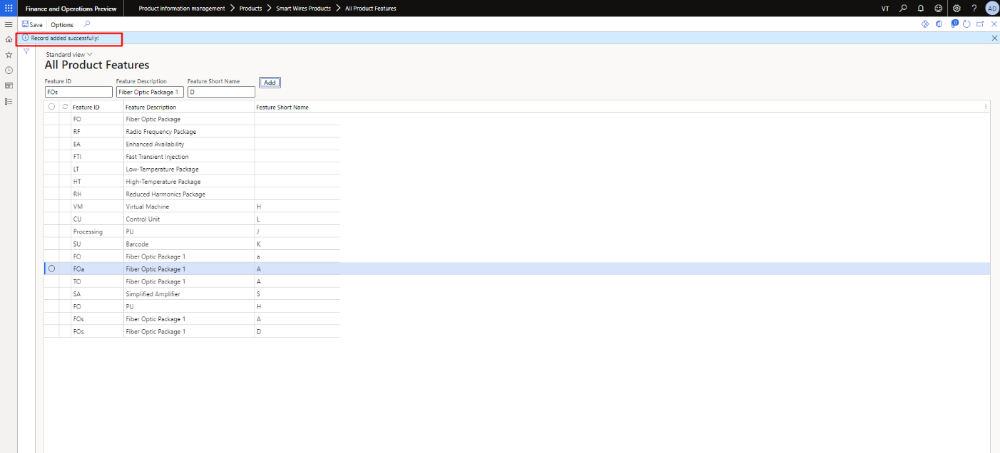 Finance and Operations Preview Product information management > Products > Smart Wires Products > All Product Features VT ? AD
Save Options 0
Record added successfully!
Standard view
All Product Features
Feature ID Feature Description Feature Short Name Add
FOs Fiber Optic Package 1 D
Feature ID Feature Description Feature Short Name
FO Fiber Optic Package
RF Radio Frequency Package
EA Enhanced Availability
FTI Fast Transient Injection
LT Low-Temperature Package
HT High-Temperature Package
RH Reduced Harmonics Package
VM Virtual Machine H
CU Control Unit L
Processing PU J
SU Barcode K
FO Fiber Optic Package 1 a
FOa Fiber Optic Package 1 A
TO Fiber Optic Package 1 A
SA Simplified Amplifier S
FO PU H
FOs Fiber Optic Package 1 A
FOs Fiber Optic Package 1 D